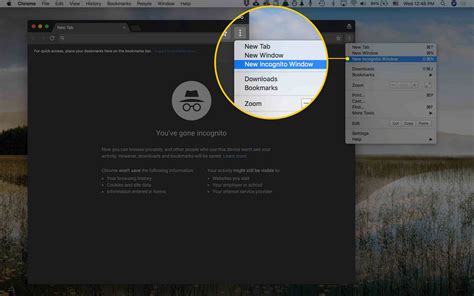 Chrome File Edit View History Bookmarks People Window Help
100% Wed 12:48 PM
New Tab
For quick access, place your bookmarks here on the bookmarks bar.
You've gone incognito
Now you can browse privately, and other people who use this device won't see your
activity. However, downloads and bookmarks will be saved. Learn more
Chrome won't save the following information:
• Your browsing history
• Cookies and site data
• Information entered in forms
Your activity might still be visible to:
• Websites you visit
• Your employer or school
• Your internet service provider
New Tab
New Window
New Incognito Window
Downloads
Bookmarks
Zoom
New Tab ⌘T
New Window ⌘N
New Incognito Window ⇧⌘N
Downloads
Bookmarks
Zoom
Print... ⌘P
Cast...
Find... ⌘F
More Tools
Edit Cut Copy Paste
Settings
Help